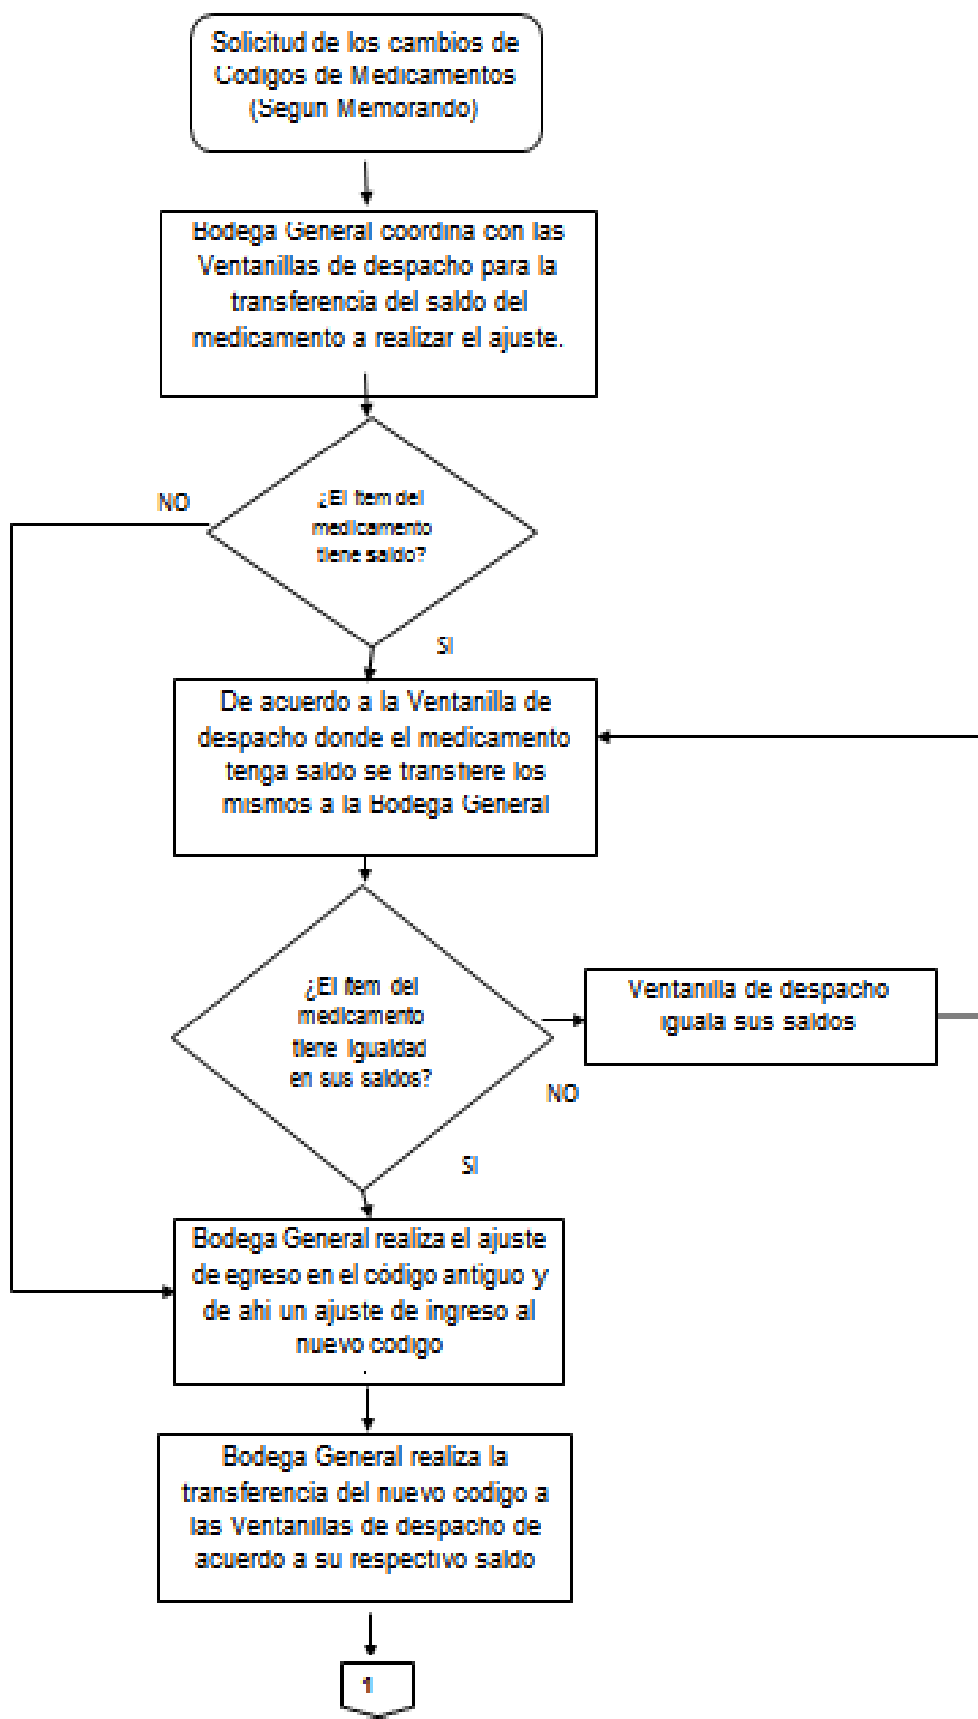 Solicitud de los cambios de
Codigos de Medicamentos
(Segun Memorando)
Bodega General coordina con las
Ventanillas de despacho para la
transferencia del saldo del
medicamento a realizar el ajuste.
NO
¿El item del
medicamento
tiene saldo?
SI
De acuerdo a la Ventanilla de
despacho donde el medicamento
tenga saldo se transfiere los
mismos a la Bodega General
¿El item del
medicamento
tiene igualdad
en sus saldos?
Ventanilla de despacho
iguala sus saldos
NO
SI
Bodega General realiza el ajuste
de egreso en el código antiguo y
de ahi un ajuste de ingreso al
nuevo codigo
.
Bodega General realiza la
transferencia del nuevo codigo a
las Ventanillas de despacho de
acuerdo a su respectivo saldo
1